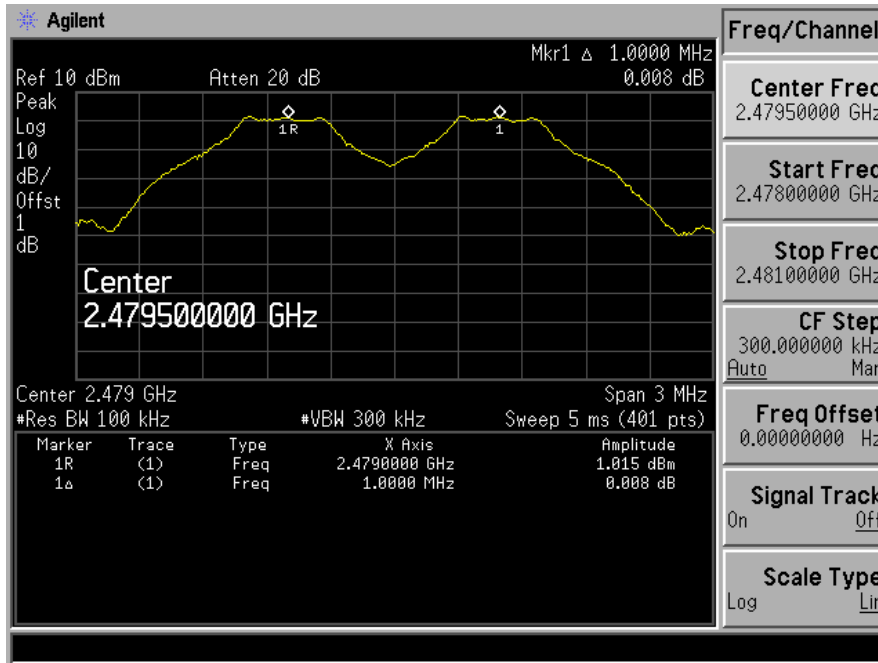 Agilent
Freq/Channel
Mkr1 Δ 1.0000 MHz
Ref 10 dBm Atten 20 dB 0.008 dB
Peak
Log
10
dB/
Offst
1
dB
1R
1
Center
2.479500000 GHz
Center 2.479 GHz Span 3 MHz
#Res BW 100 kHz #VBW 300 kHz Sweep 5 ms (401 pts)
Marker Trace Type X Axis Amplitude
1R (1) Freq 2.4790000 GHz 1.015 dBm
1Δ (1) Freq 1.0000 MHz 0.008 dB
Center Freq
2.47950000 GHz
Start Freq
2.47800000 GHz
Stop Freq
2.48100000 GHz
CF Step
300.000000 kHz
Auto Man
Freq Offset
0.00000000 Hz
Signal Track
On Off
Scale Type
Log Lin